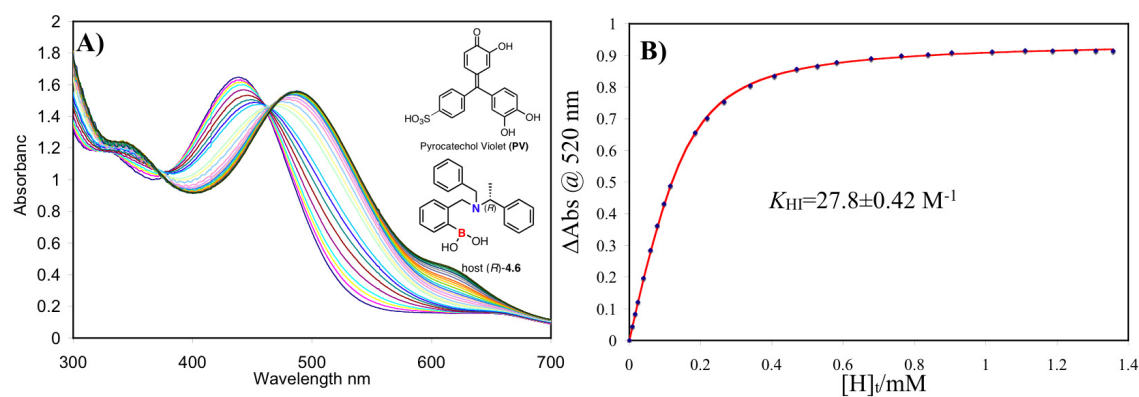 A)
2
1.8
1.6
1.4
1.2
1
0.8
0.6
0.4
0.2
0
Absorbanc
300 400 500 600 700
Wavelength nm
O
OH
HO3S
OH
OH
Pyrocatechol Violet (PV)
N
(R)
B
HO OH
host (R)-4.6
B)
1
0.9
0.8
0.7
0.6
0.5
0.4
0.3
0.2
0.1
0
ΔAbs @ 520 nm
KHI=27.8±0.42 M-1
0 0.2 0.4 0.6 0.8 1 1.2 1.4
[H]t/mM